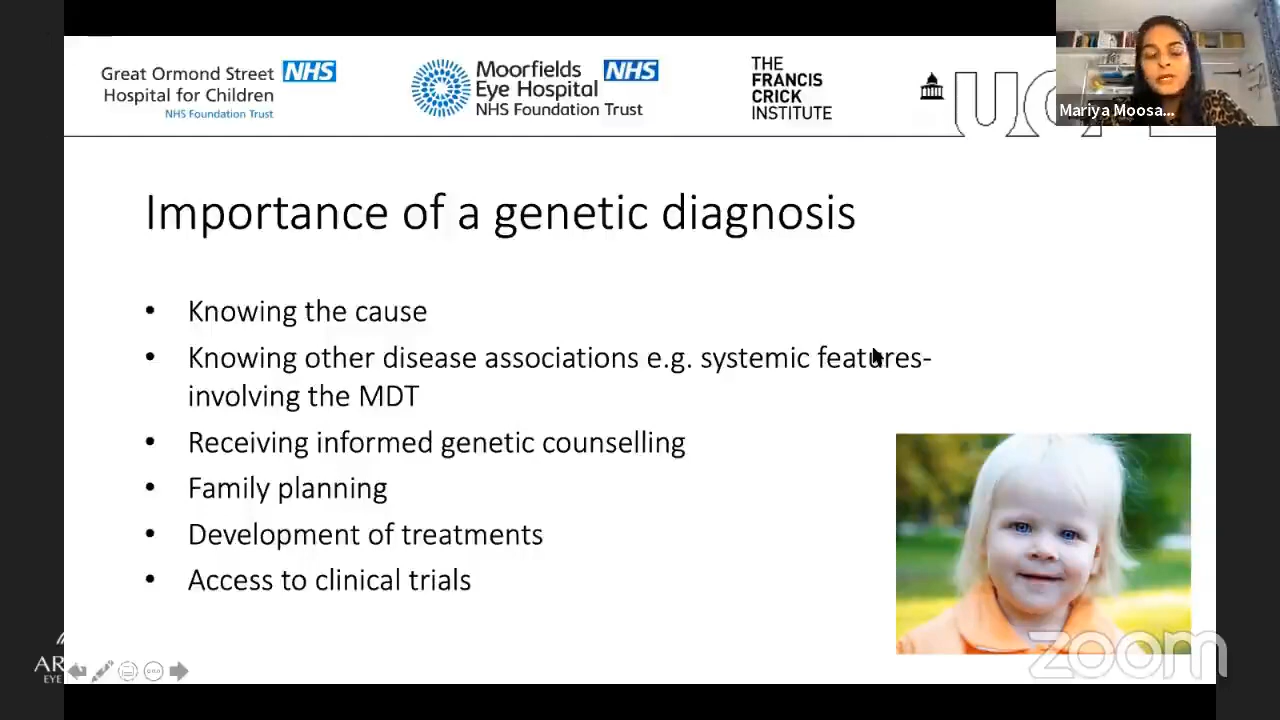 Great Ormond Street NHS
Hospital for Children
NHS Foundation Trust
Moorfields NHS
Eye Hospital
NHS Foundation Trust
THE
FRANCIS
CRICK
INSTITUTE
Mariya Moosa...
Importance of a genetic diagnosis
• Knowing the cause
• Knowing other disease associations e.g. systemic features-
involving the MDT
• Receiving informed genetic counselling
• Family planning
• Development of treatments
• Access to clinical trials
zoom
AR
EYE